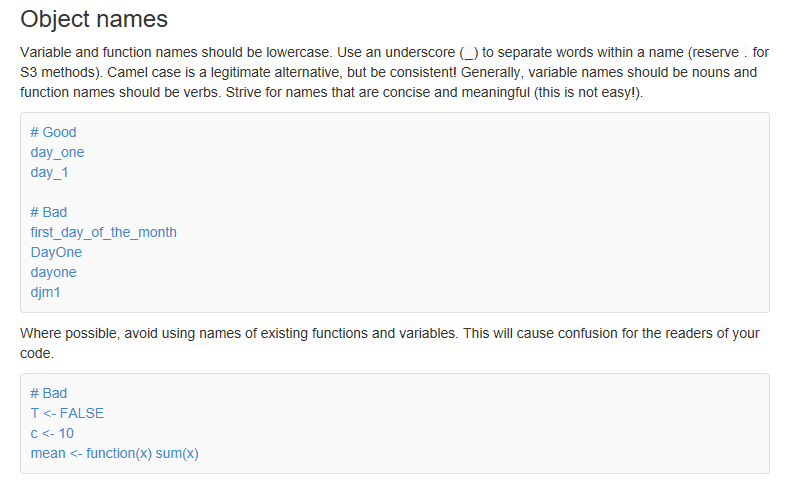 Object names
Variable and function names should be lowercase. Use an underscore (_) to separate words within a name (reserve . for
S3 methods). Camel case is a legitimate alternative, but be consistent! Generally, variable names should be nouns and
function names should be verbs. Strive for names that are concise and meaningful (this is not easy!).
# Good
day_one
day_1
# Bad
first_day_of_the_month
DayOne
dayone
djm1
Where possible, avoid using names of existing functions and variables. This will cause confusion for the readers of your
code.
# Bad
T <- FALSE
c <- 10
mean <- function(x) sum(x)